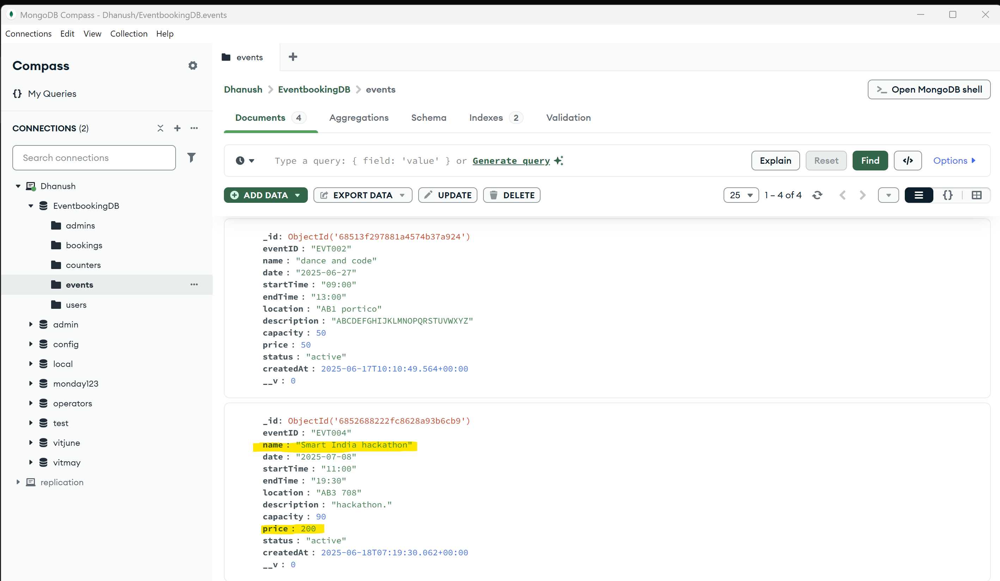 MongoDB Compass - Dhanush/EventbookingDB.events
Connections Edit View Collection Help
Compass
{} My Queries
CONNECTIONS (2)
Search connections
Dhanush
EventbookingDB
admins
bookings
counters
events
users
admin
config
local
monday123
operators
test
vitjune
vitmay
replication
events
Dhanush > EventbookingDB > events
>_ Open MongoDB shell
Documents 4 Aggregations Schema Indexes 2 Validation
Type a query: { field: 'value' } or Generate query
Explain Reset Find </> Options
ADD DATA EXPORT DATA UPDATE DELETE
25 1 – 4 of 4 {}
_id: ObjectId('68513f297881a4574b37a924')
eventID : "EVT002"
name : "dance and code"
date : "2025-06-27"
startTime : "09:00"
endTime : "13:00"
location : "AB1 portico"
description : "ABCDEFGHIJKLMNOPQRSTUVWXYZ"
capacity : 50
price : 50
status : "active"
createdAt : 2025-06-17T10:10:49.564+00:00
__v : 0
_id: ObjectId('6852688222fc8628a93b6cb9')
eventID : "EVT004"
name : "Smart India hackathon"
date : "2025-07-08"
startTime : "11:00"
endTime : "19:30"
location : "AB3 708"
description : "hackathon."
capacity : 90
price : 200
status : "active"
createdAt : 2025-06-18T07:19:30.062+00:00
__v : 0